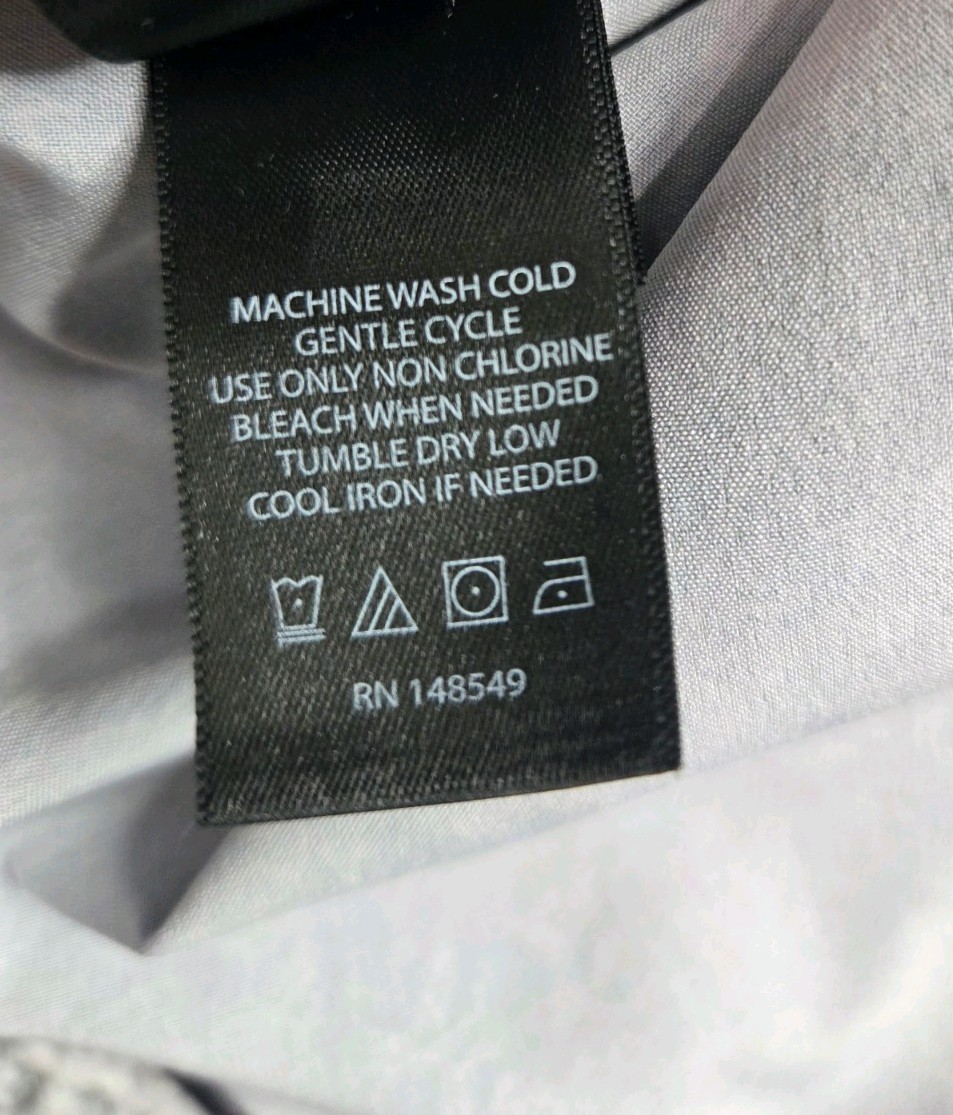 MACHINE WASH COLD
GENTLE CYCLE
USE ONLY NON CHLORINE
BLEACH WHEN NEEDED
TUMBLE DRY LOW
COOL IRON IF NEEDED
RN 148549